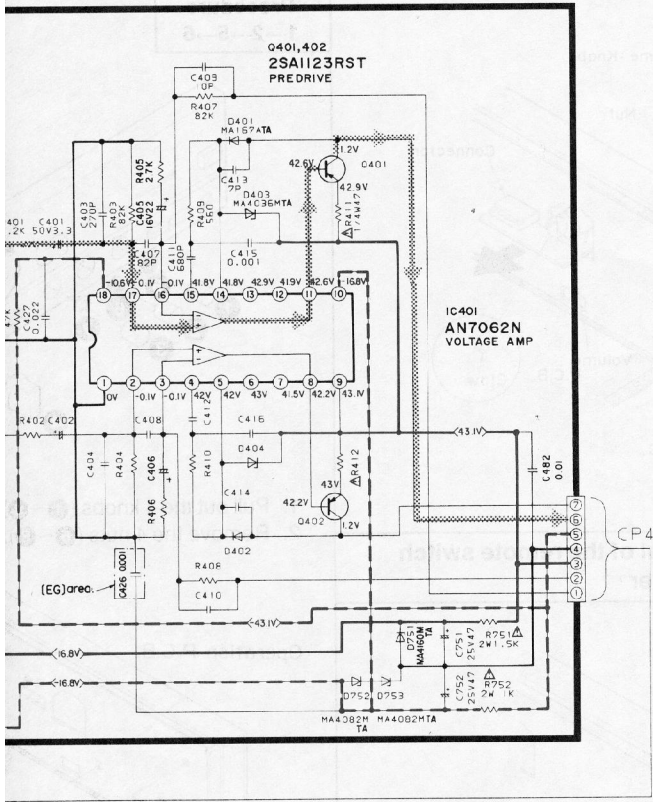 Q401,402
2SA1123RST
PREDRIVE
C409
10P
R407
82K
D401
MA167ATA
1.2V
R405
2.7K
C413
7P
42.6V
Q401
D403
MA4036MTA
42.9V
C401
50V3.3
C403
270P
R403
82K
C405
16V22
R409
560
R411
1/4W47
C407
82P
C411
680P
C415
0.001
-10.6V
-0.1V
-0.1V
41.8V
41.8V
42.9V
41.9V
42.6V
-16.8V
18 17 16 15 14 13 12 11 10
C427
0.022
IC401
AN7062N
VOLTAGE AMP
1 2 3 4 5 6 7 8 9
0V
-0.1V
-0.1V
42V
42V
43V
41.5V
42.2V
43.1V
R402
C402
C408
C412
C416
43.1V
C404
R404
C406
R410
D404
R412
C482
0.01
43V
R406
C414
42.2V
Q402
1.2V
D402
7
6
5
4
3
2
1
CP4
C426 0.001
[EG]area.
R408
C410
-43.1V
16.8V
D751
MA4160M
TA
C751
25V47
R751
2W1.5K
-16.8V
D752
D753
C752
25V47
R752
2W 1K
MA4082M
TA
MA4082MTA